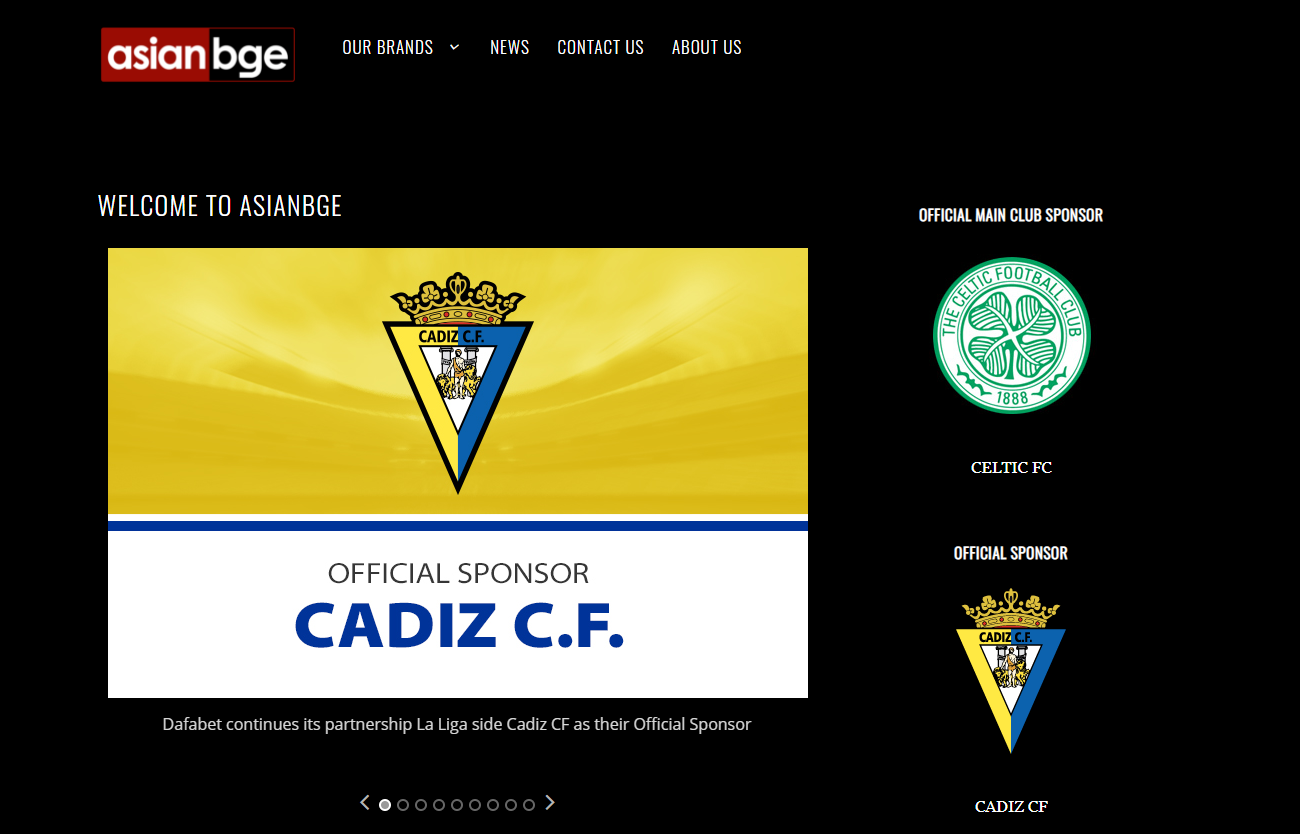 asianbge
OUR BRANDS NEWS CONTACT US ABOUT US
WELCOME TO ASIANBGE
CADIZ C.F.
OFFICIAL SPONSOR
CADIZ C.F.
Dafabet continues its partnership La Liga side Cadiz CF as their Official Sponsor
OFFICIAL MAIN CLUB SPONSOR
THE CELTIC FOOTBALL CLUB
1888
CELTIC FC
OFFICIAL SPONSOR
CADIZ C.F.
CADIZ CF